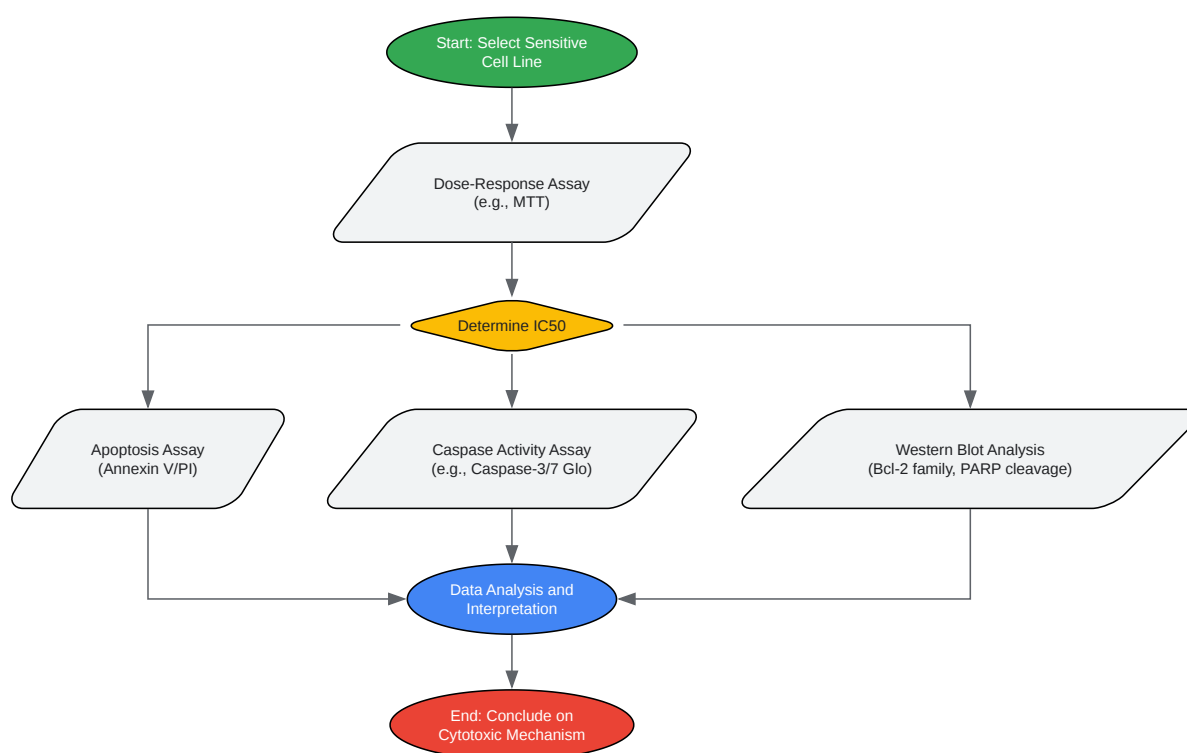 Start: Select Sensitive
Cell Line
Dose-Response Assay
(e.g., MTT)
Determine IC50
Apoptosis Assay
(Annexin V/PI)
Caspase Activity Assay
(e.g., Caspase-3/7 Glo)
Western Blot Analysis
(Bcl-2 family, PARP cleavage)
Data Analysis and
Interpretation
End: Conclude on
Cytotoxic Mechanism